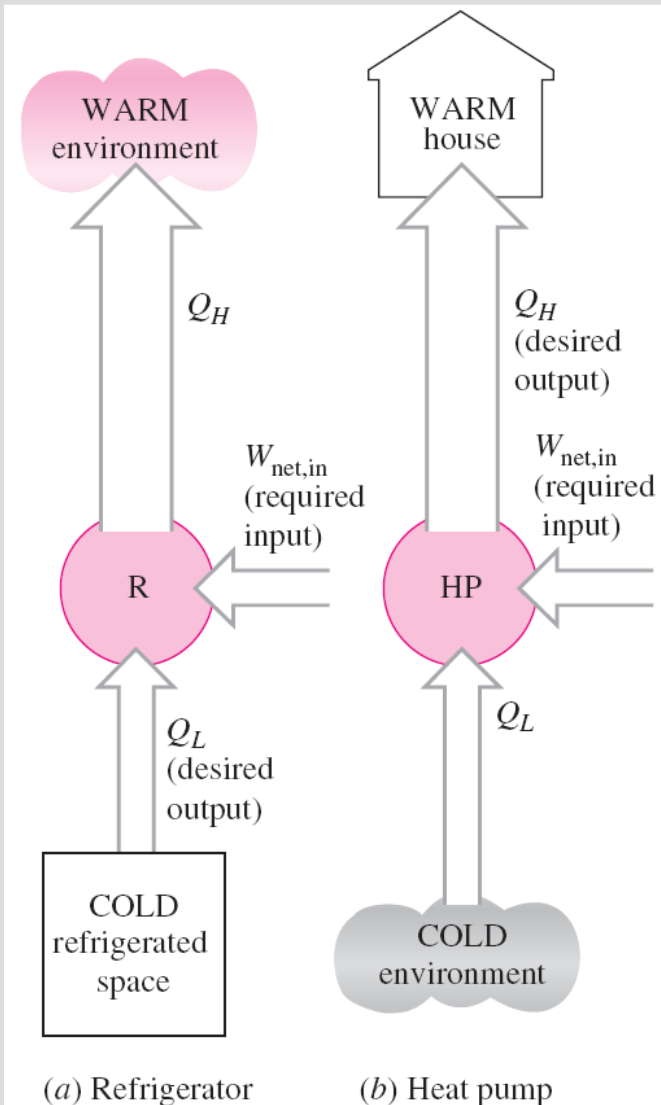 WARM
environment
Q_H
W_net,in
(required
input)
R
Q_L
(desired
output)
COLD
refrigerated
space
(a) Refrigerator
WARM
house
Q_H
(desired
output)
W_net,in
(required
input)
HP
Q_L
COLD
environment
(b) Heat pump